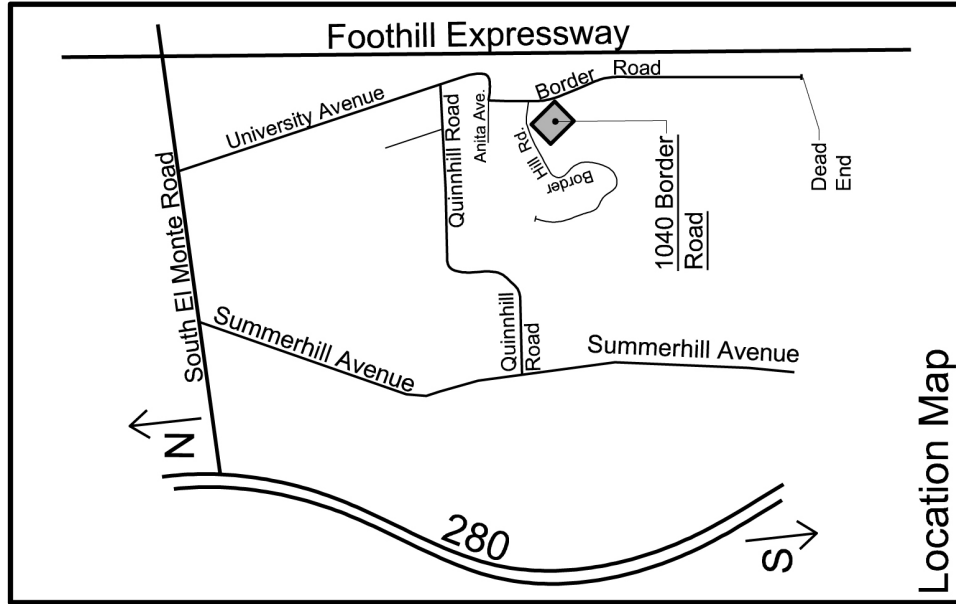 Foothill Expressway
Border Road
University Avenue
Quinnhill Road
Anita Ave.
Hill Rd.
Border
1040 Border
Road
Dead
End
South El Monte Road
Summerhill Avenue
Quinnhill
Road
Summerhill Avenue
N
280
S
Location Map